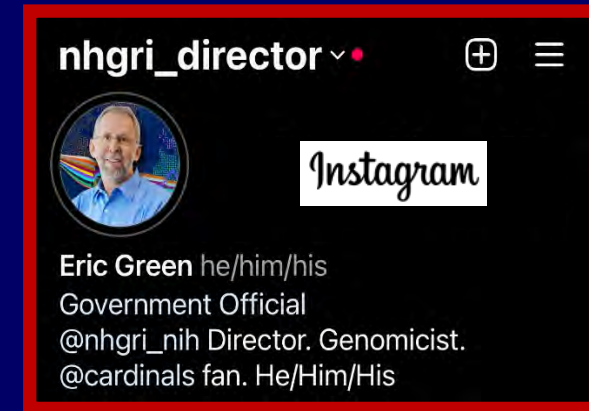 nhgri_director
Instagram
Eric Green he/him/his
Government Official
@nhgri_nih Director. Genomicist.
@cardinals fan. He/Him/His